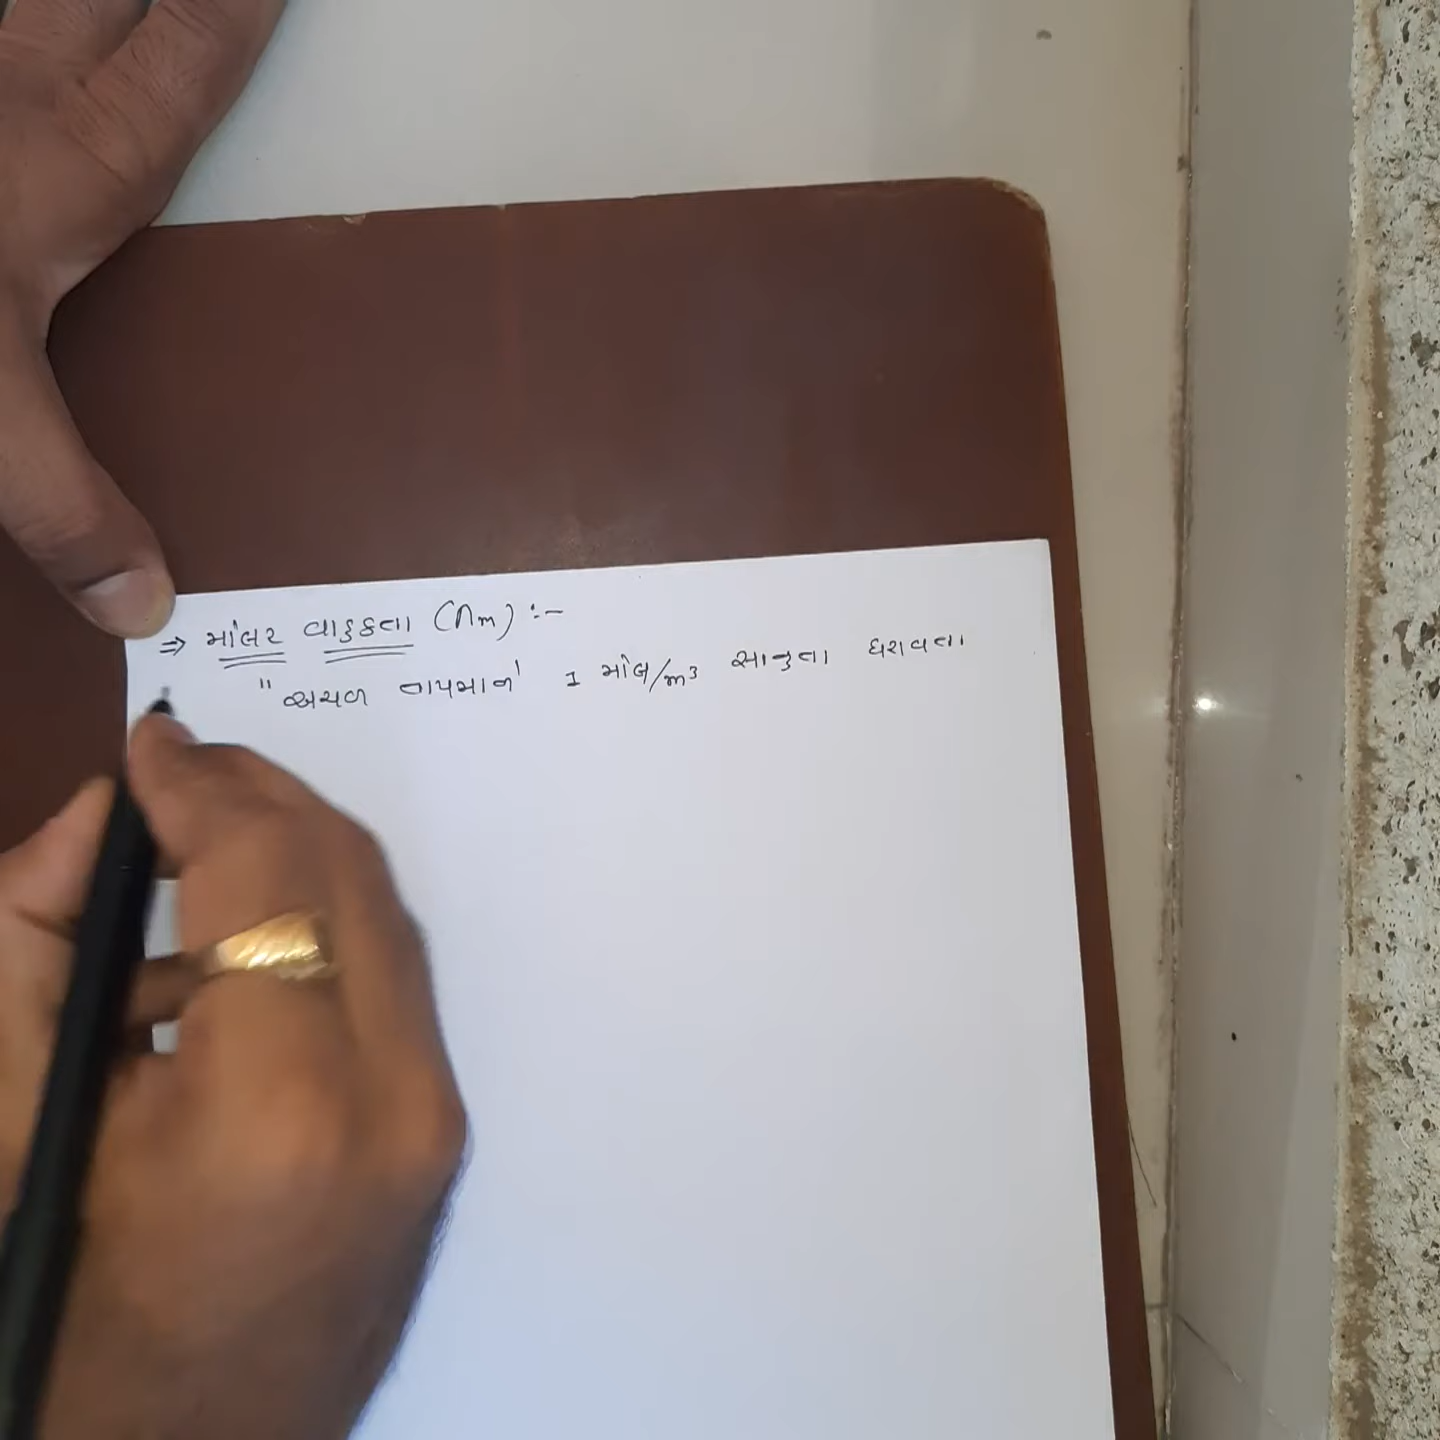 ⇒ મોલર વાહકતા (Λm) :-
" અચળ તાપમાને 1 મોલ/m³ સાંદ્રતા ધરાવતા